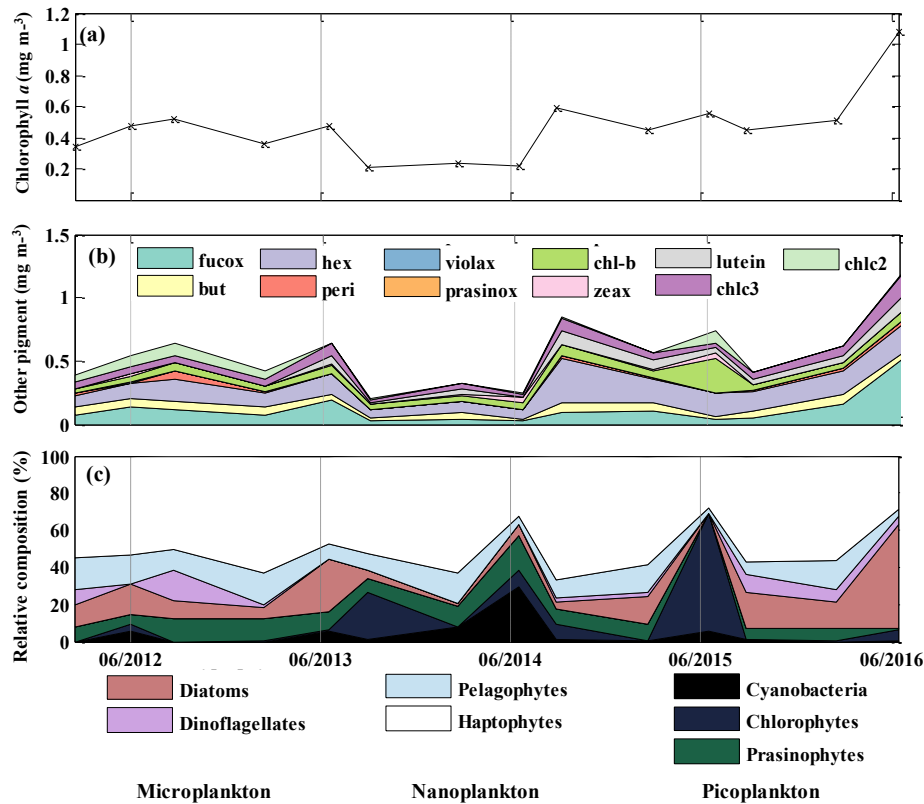 (a)
Chlorophyll a (mg m-3)
1.2
1
0.8
0.6
0.4
0.2
(b)
Other pigment (mg m-3)
1.5
1
0.5
0
fucox
hex
violax
chl-b
lutein
chlc2
but
peri
prasinox
zeax
chlc3
(c)
Relative composition (%)
100
80
60
40
20
0
06/2012
06/2013
06/2014
06/2015
06/2016
Diatoms
Pelagophytes
Cyanobacteria
Dinoflagellates
Haptophytes
Chlorophytes
Prasinophytes
Microplankton
Nanoplankton
Picoplankton